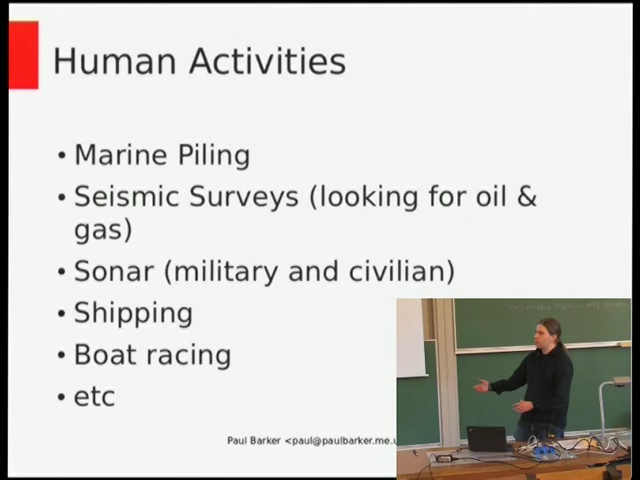 Human Activities
• Marine Piling
• Seismic Surveys (looking for oil &
gas)
• Sonar (military and civilian)
• Shipping
• Boat racing
• etc
Paul Barker <paul@paulbarker.me.u